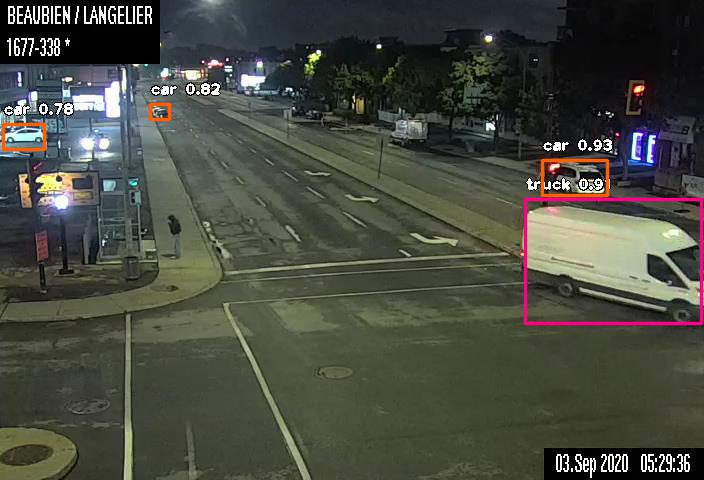 BEAUBIEN / LANGELIER
1677-338 *
car 0.82
car 0.78
car 0.93
truck 0.91
03.Sep 2020 05:29:36